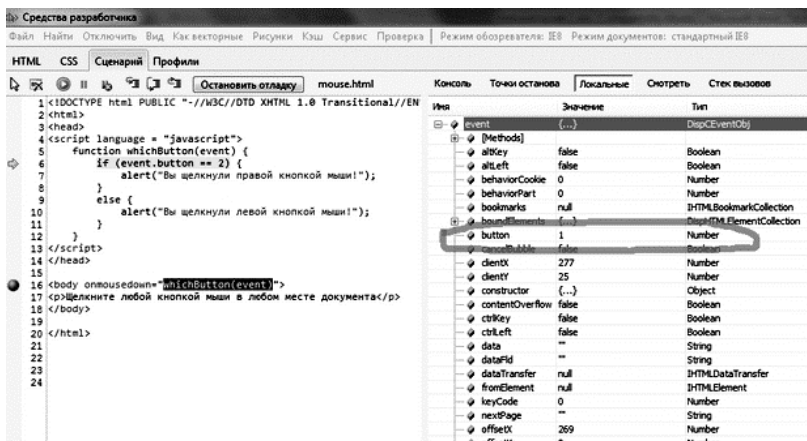 Средства разработчика
Файл Найти Отключить Вид Как векторные Рисунки Кэш Сервис Проверка Режим обозревателя: IE8 Режим документов: стандартный IE8
HTML CSS Сценарий Профили
Остановить отладку mouse.html Консоль Точки останова Локальные Смотреть Стек вызовов
1 <!DOCTYPE html PUBLIC "-//W3C//DTD XHTML 1.0 Transitional//EN
2 <html>
3 <head>
4 <script language = "javascript">
5 function whichButton(event) {
6 if (event.button == 2) {
7 alert("Вы щелкнули правой кнопкой мыши!");
8 }
9 else {
10 alert("Вы щелкнули левой кнопкой мыши!");
11 }
12 }
13 </script>
14 </head>
15
16 <body onmousedown="whichButton(event)">
17 <p>Щелкните любой кнопкой мыши в любом месте документа</p>
18 </body>
19
20 </html>
21
22
23
24
Имя Значение Тип
event {...} DispCEventObj
[Methods]
altKey false Boolean
altLeft false Boolean
behaviorCookie 0 Number
behaviorPart 0 Number
bookmarks null IHTMLBookmarkCollection
boundElements {...} DispHTMLElementCollection
button 1 Number
cancelBubble false Boolean
clientX 277 Number
clientY 25 Number
constructor {...} Object
contentOverflow false Boolean
ctrlKey false Boolean
ctrlLeft false Boolean
data "" String
dataFld "" String
dataTransfer null IHTMLDataTransfer
fromElement null IHTMLElement
keyCode 0 Number
nextPage "" String
offsetX 269 Number